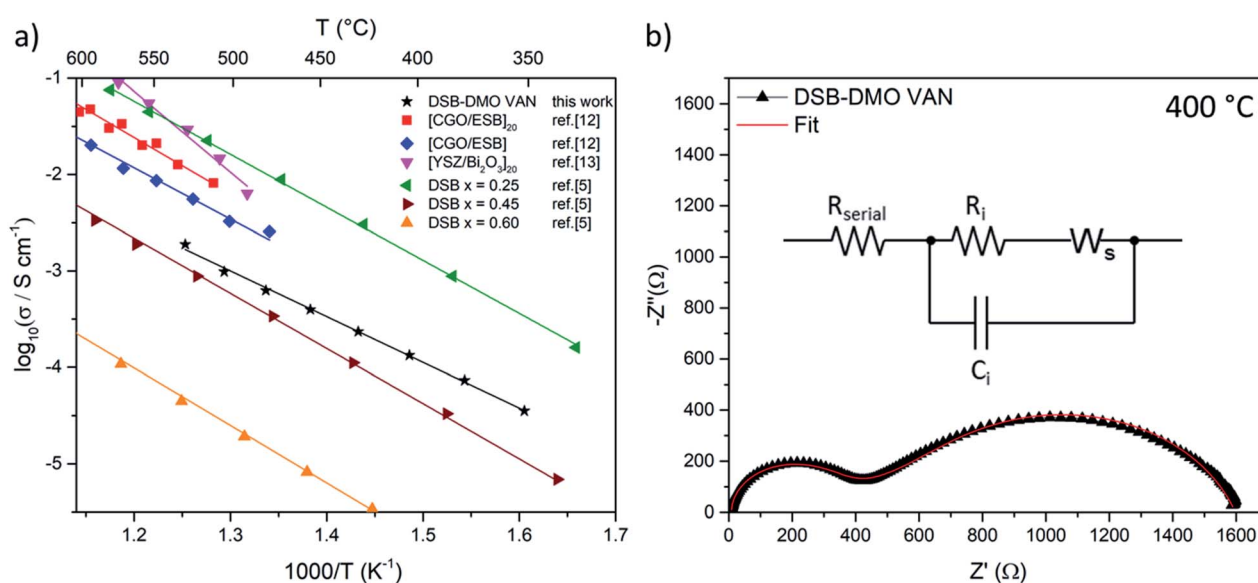 a)
T (°C)
600 550 500 450 400 350
-1
-2
-3
-4
-5
log₁₀(σ / S cm⁻¹)
DSB-DMO VAN this work
[CGO/ESB]₂₀ ref.[12]
[CGO/ESB] ref.[12]
[YSZ/Bi₂O₃]₂₀ ref.[13]
DSB x = 0.25 ref.[5]
DSB x = 0.45 ref.[5]
DSB x = 0.60 ref.[5]
1.2 1.3 1.4 1.5 1.6 1.7
1000/T (K⁻¹)
b)
1600
1400
1200
1000
800
600
400
200
0
-Z''(Ω)
DSB-DMO VAN
Fit
400 °C
R_serial
R_i
s
C_i
0 200 400 600 800 1000 1200 1400 1600
Z' (Ω)